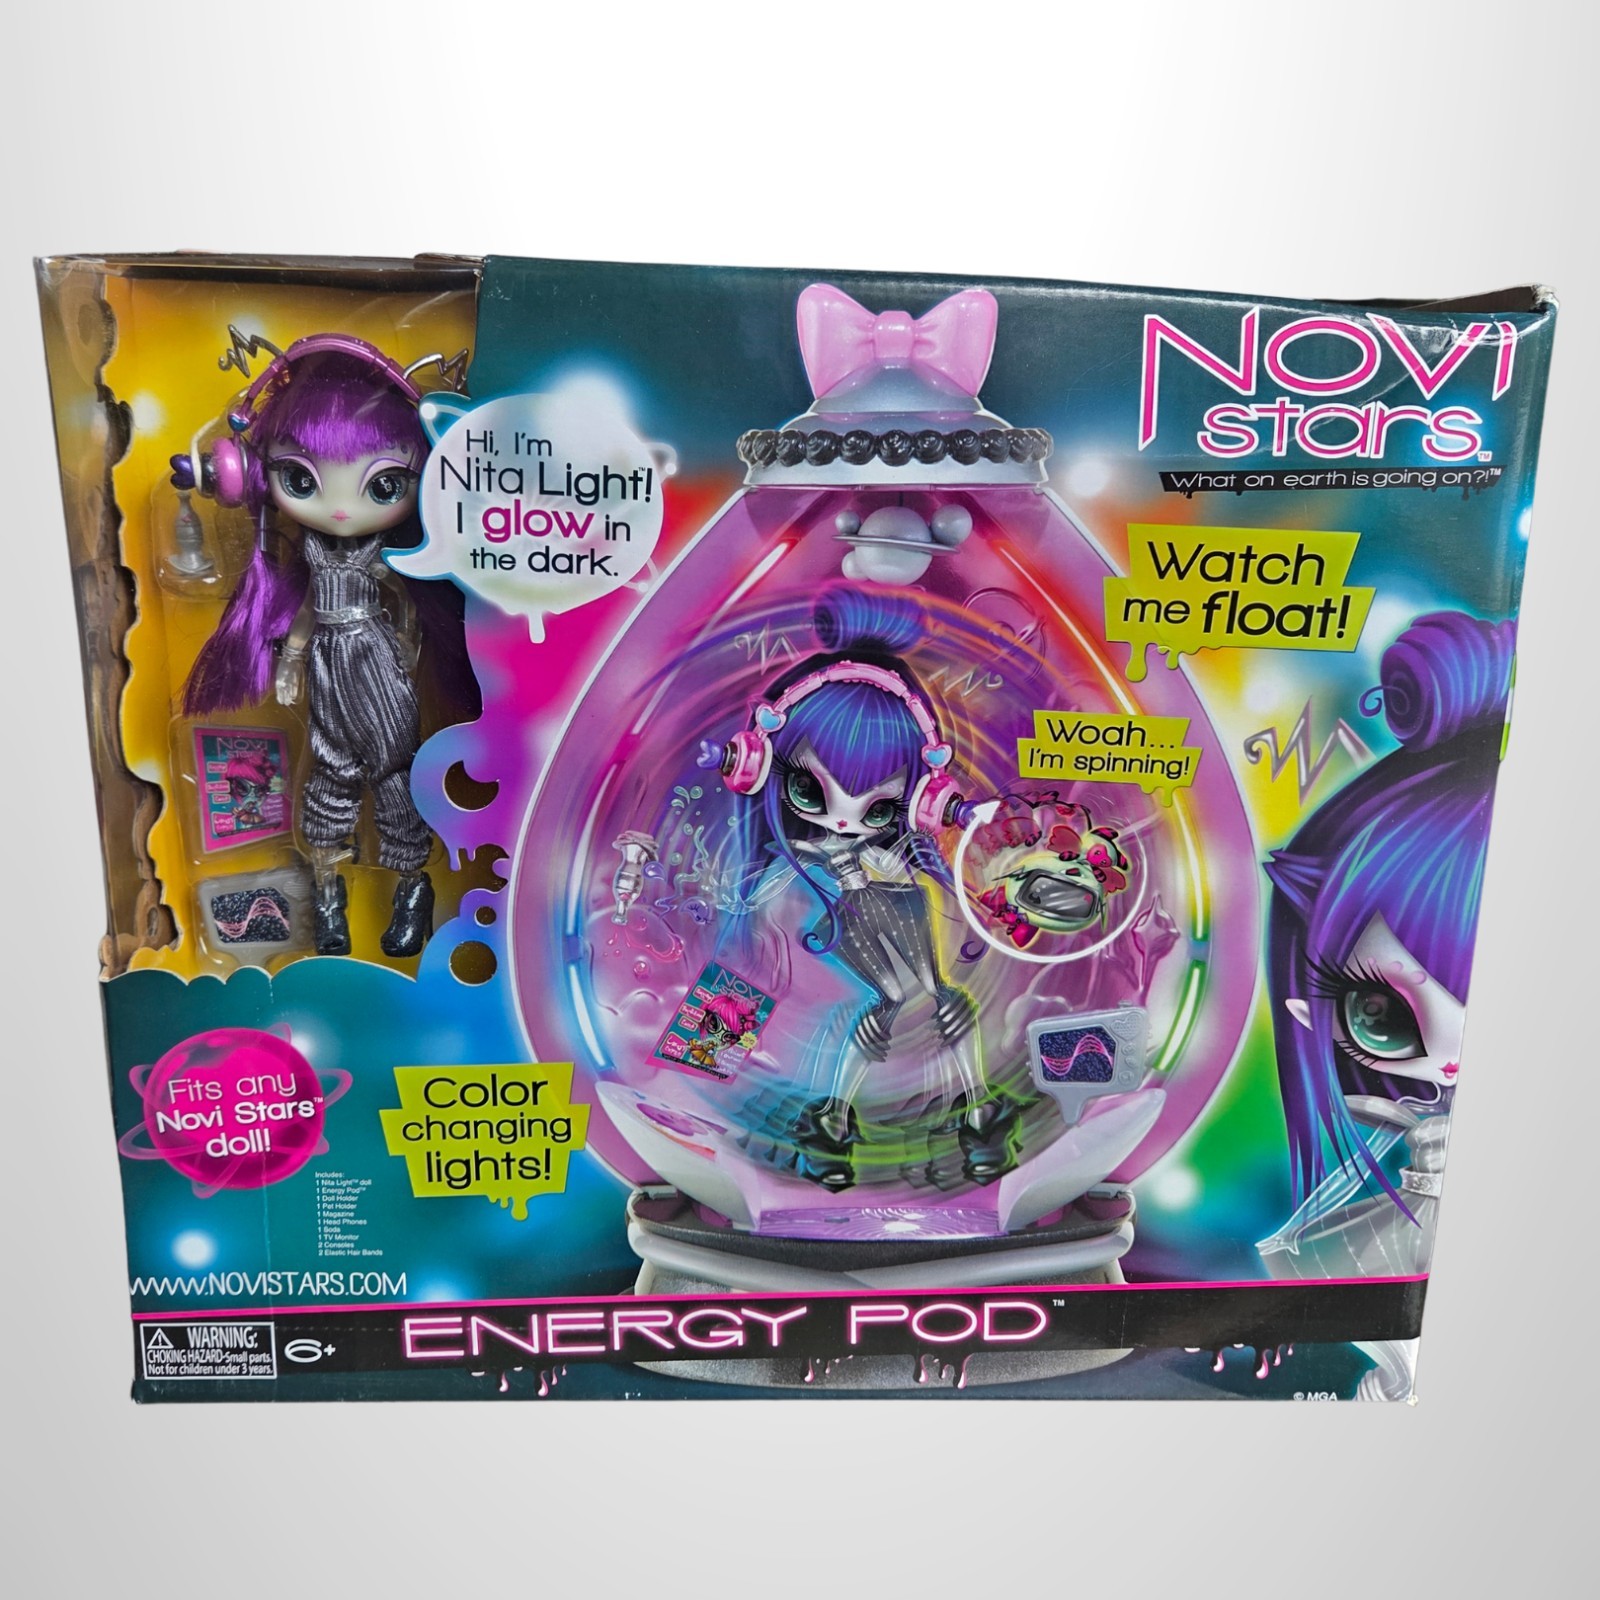 Hi, I'm
Nita Light!™
I glow in
the dark.
NOVI
stars™
What on earth is going on?!™
Watch
me float!
Woah...
I'm spinning!
NOVI
NOVI
Fits any
Novi Stars™
doll!
Color
changing
lights!
Includes:
1 Nita Light™ doll
1 Energy Pod™
1 Doll Holder
1 Pet Holder
1 Magazine
1 Head Phones
1 Soda
1 TV Monitor
2 Consoles
2 Elastic Hair Bands
WWW.NOVISTARS.COM
ENERGY POD™
WARNING:
CHOKING HAZARD-Small parts.
Not for children under 3 years.
6+
© MGA